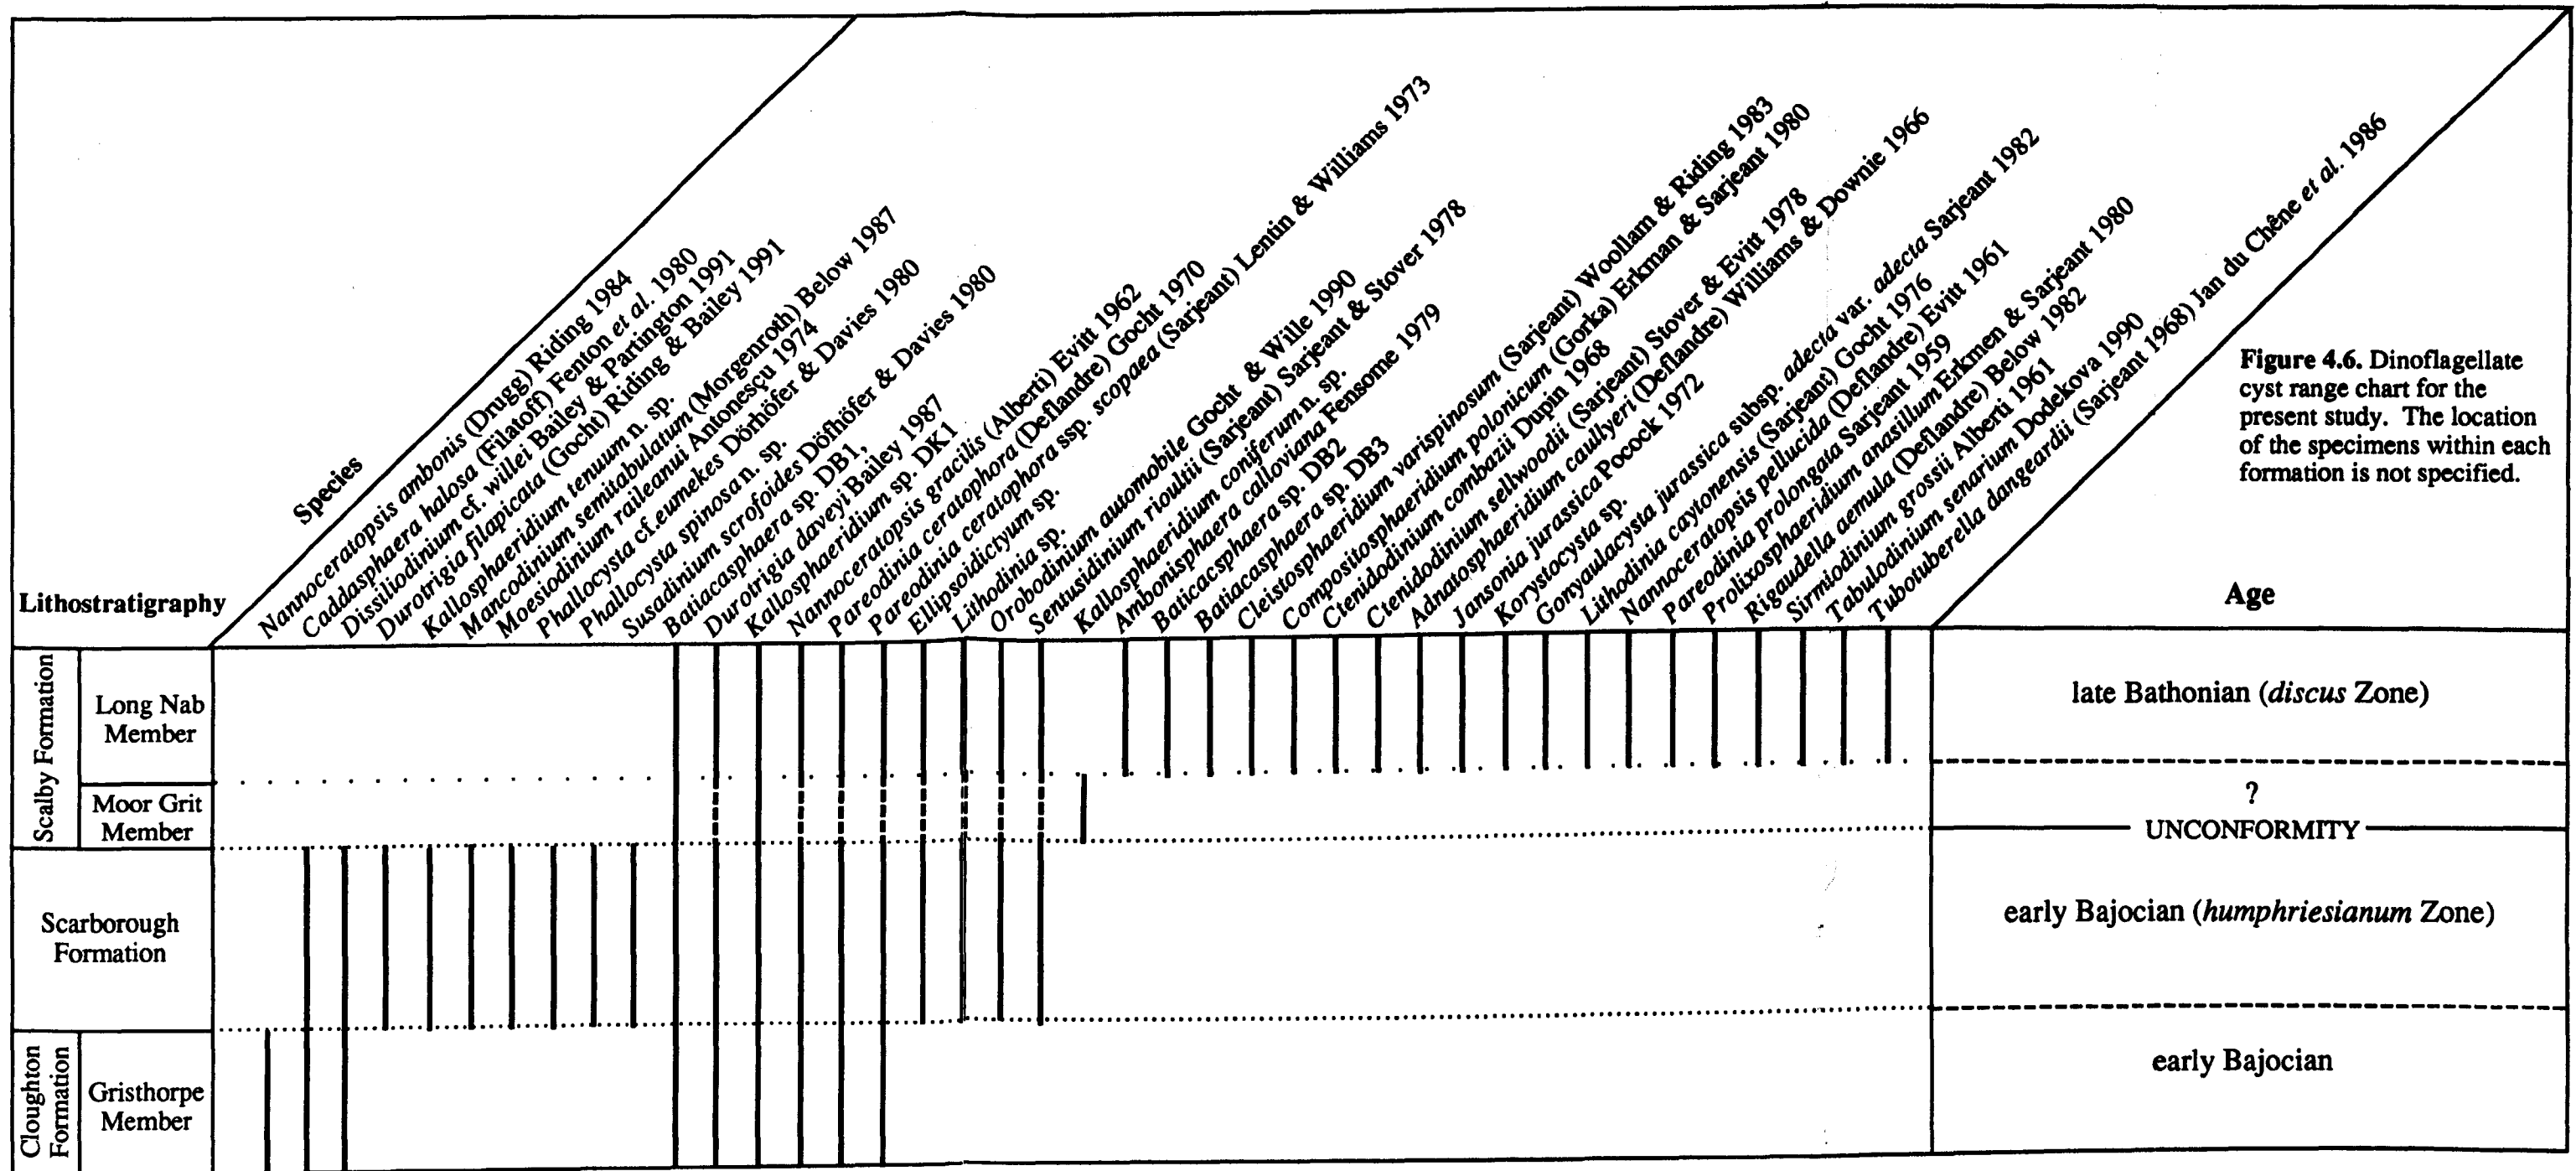 Species
Nannoceratopsis ambonis (Drugg) Riding 1984
Caddasphaera halosa (Filatoff) Fenton et al. 1980
Dissiliodinium cf. willei Bailey & Partington 1991
Durotrigia filapicata (Gocht) Riding & Bailey 1991
Kallosphaeridium tenuum n. sp.
Mancodinium semitabulatum (Morgenroth) Below 1987
Moesiodinium raileanui Antonesçu 1974
Phallocysta cf.eumekes Dörhöfer & Davies 1980
Phallocysta spinosa n. sp.
Susadinium scrofoides Döfhöfer & Davies 1980
Batiacasphaera sp. DB1,
Durotrigia daveyi Bailey 1987
Kallosphaeridium sp. DK1
Nannoceratopsis gracilis (Alberti) Evitt 1962
Pareodinia ceratophora (Deflandre) Gocht 1970
Pareodinia ceratophora ssp. scopaea (Sarjeant) Lentin & Williams 1973
Ellipsoidictyum sp.
Lithodinia sp.
Orobodinium automobile Gocht & Wille 1990
Sentusidinium rioultii (Sarjeant) Sarjeant & Stover 1978
Kallosphaeridium coniferum n. sp.
Ambonisphaera calloviana Fensome 1979
Baticacsphaera sp. DB2
Batiacasphaera sp. DB3
Cleistosphaeridium varispinosum (Sarjeant) Woollam & Riding 1983
Compositosphaeridium polonicum (Gorka) Erkman & Sarjeant 1980
Ctenidodinium combazii Dupin 1968
Ctenidodinium sellwoodii (Sarjeant) Stover & Evitt 1978
Adnatosphaeridium caullyeri (Deflandre) Williams & Downie 1966
Jansonia jurassica Pocock 1972
Korystocysta sp.
Gonyaulacysta jurassica subsp. adecta var. adecta Sarjeant 1982
Lithodinia caytonensis (Sarjeant) Gocht 1976
Nannoceratopsis pellucida (Deflandre) Evitt 1961
Pareodinia prolongata Sarjeant 1959
Prolixosphaeridium anasillum Erkmen & Sarjeant 1980
Rigaudella aemula (Deflandre) Below 1982
Sirmiodinium grossii Alberti 1961
Tabulodinium senarium Dodekova 1990
Tubotuberella dangeardii (Sarjeant 1968) Jan du Chêne et al. 1986
Figure 4.6. Dinoflagellate
cyst range chart for the
present study. The location
of the specimens within each
formation is not specified.
Lithostratigraphy
Age
Scalby Formation
Long Nab
Member
late Bathonian (discus Zone)
Moor Grit
Member
?
UNCONFORMITY
Scarborough
Formation
early Bajocian (humphriesianum Zone)
Cloughton
Formation
Gristhorpe
Member
early Bajocian